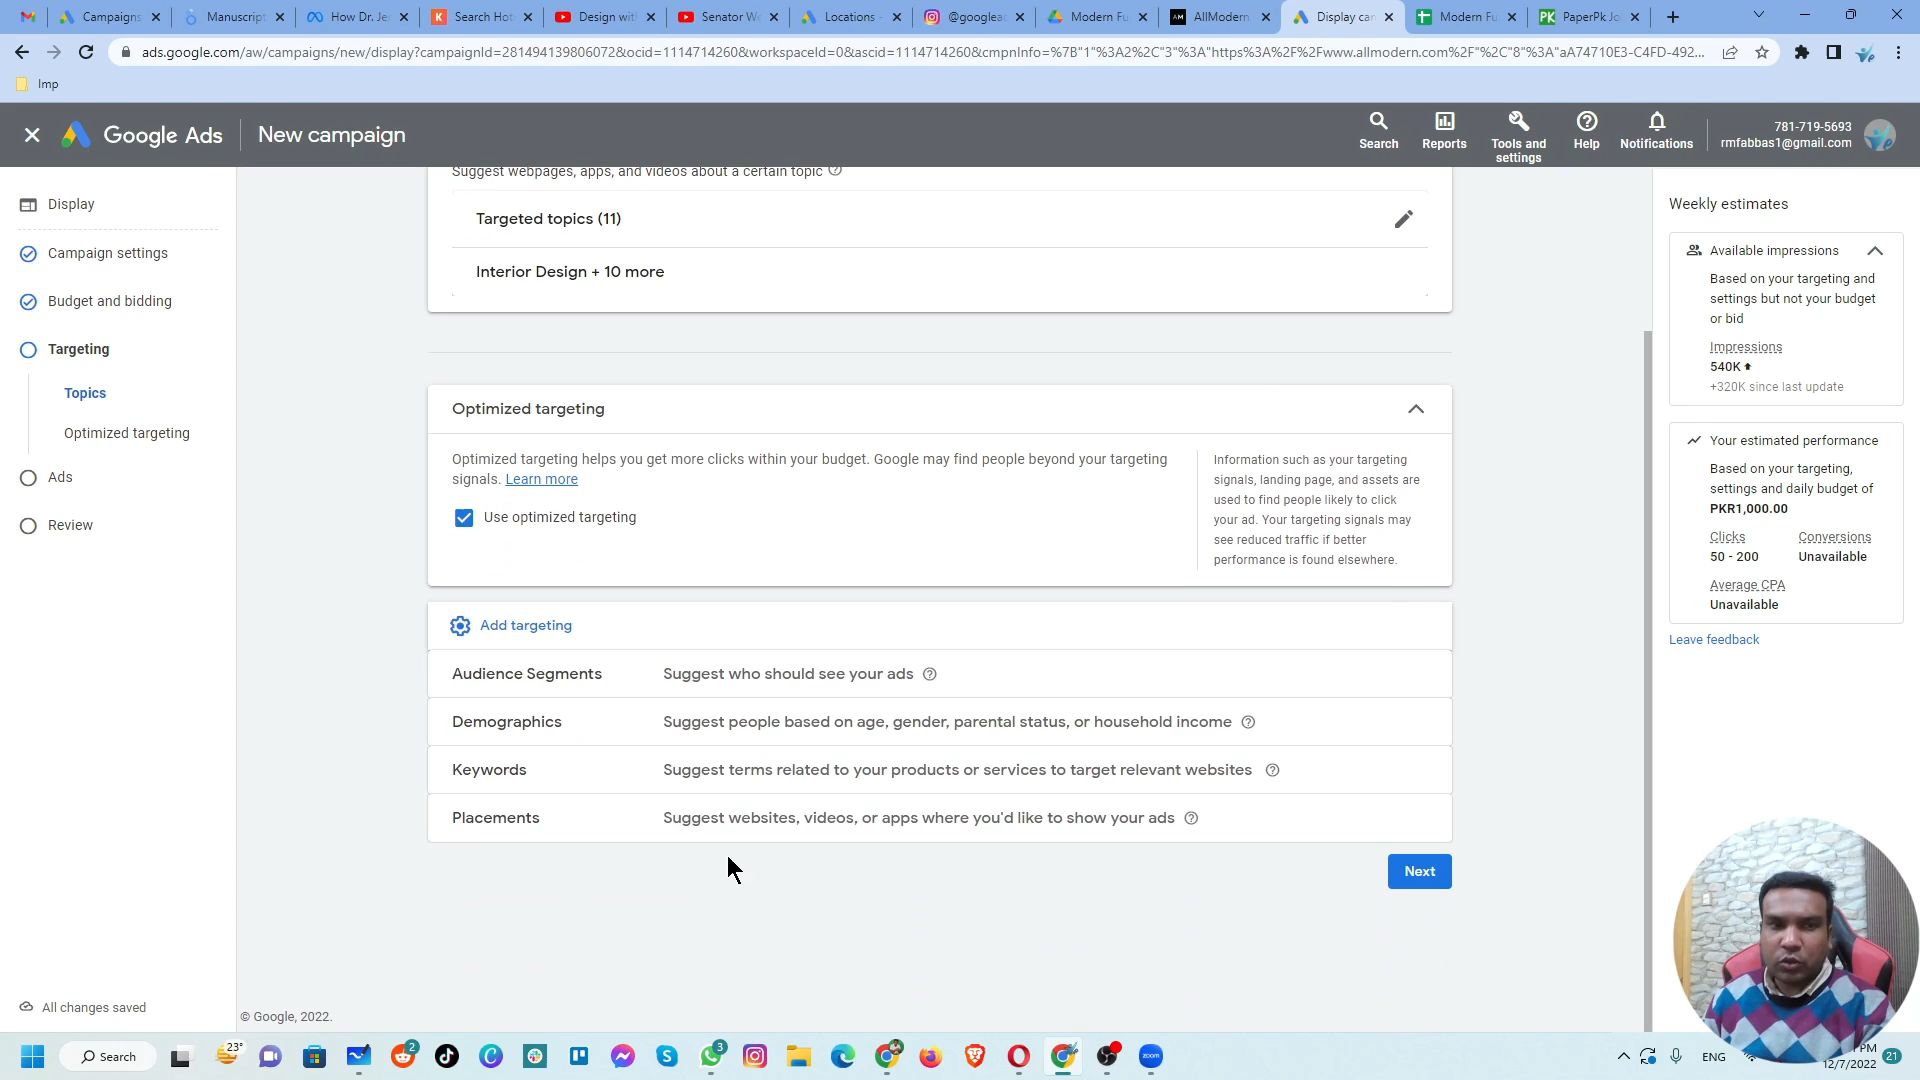 Campaigns
Manuscript
How Dr. Je
Search Hot
Design wit
Senator We
Locations -
@googlea
Modern Fu
AM AllModern
Display car
Modern Fu
PK PaperPk Jo
ads.google.com/aw/campaigns/new/display?campaignId=281494139806072&ocid=1114714260&workspaceId=0&ascid=1114714260&cmpnInfo=%7B"1"%3A2%2C"3"%3A"https%3A%2F%2Fwww.allmodern.com%2F"%2C"8"%3A"aA74710E3-C4FD-492...
Imp
Google Ads
New campaign
Search
Reports
Tools and settings
Help
Notifications
781-719-5693
rmfabbas1@gmail.com
Display
Campaign settings
Budget and bidding
Targeting
Topics
Optimized targeting
Ads
Review
All changes saved
Suggest webpages, apps, and videos about a certain topic
Targeted topics (11)
Interior Design + 10 more
Optimized targeting
Optimized targeting helps you get more clicks within your budget. Google may find people beyond your targeting
signals. Learn more
Use optimized targeting
Information such as your targeting
signals, landing page, and assets are
used to find people likely to click
your ad. Your targeting signals may
see reduced traffic if better
performance is found elsewhere.
Add targeting
Audience Segments Suggest who should see your ads
Demographics Suggest people based on age, gender, parental status, or household income
Keywords Suggest terms related to your products or services to target relevant websites
Placements Suggest websites, videos, or apps where you'd like to show your ads
Next
© Google, 2022.
Weekly estimates
Available impressions
Based on your targeting and
settings but not your budget
or bid
Impressions
540K
+320K since last update
Your estimated performance
Based on your targeting,
settings and daily budget of
PKR1,000.00
Clicks Conversions
50 - 200 Unavailable
Average CPA
Unavailable
Leave feedback
Search
23°
2
3
zoom
ENG
PM
12/7/2022
21